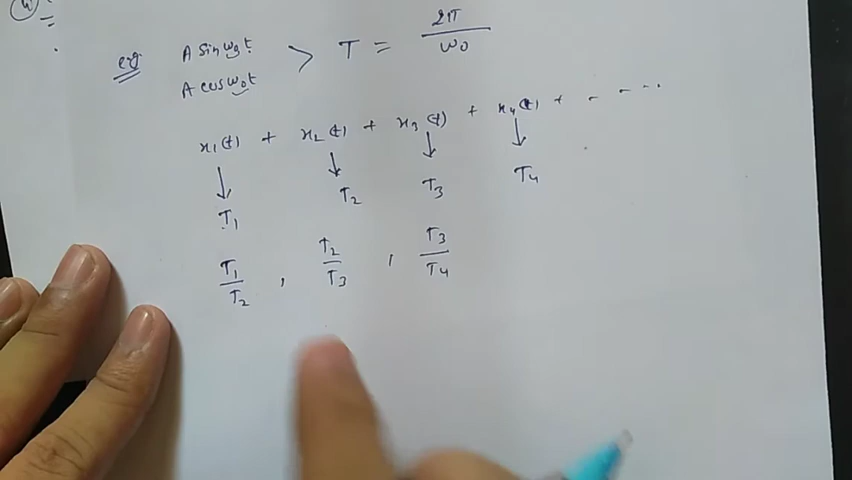 4)
eg: A sin ω0t
A cos ω0t > T = 2π / ω0
x1(t) + x2(t) + x3(t) + x4(t) + - - - ..
T1 T2 T3 T4
T1/T2 , T2/T3 , T3/T4